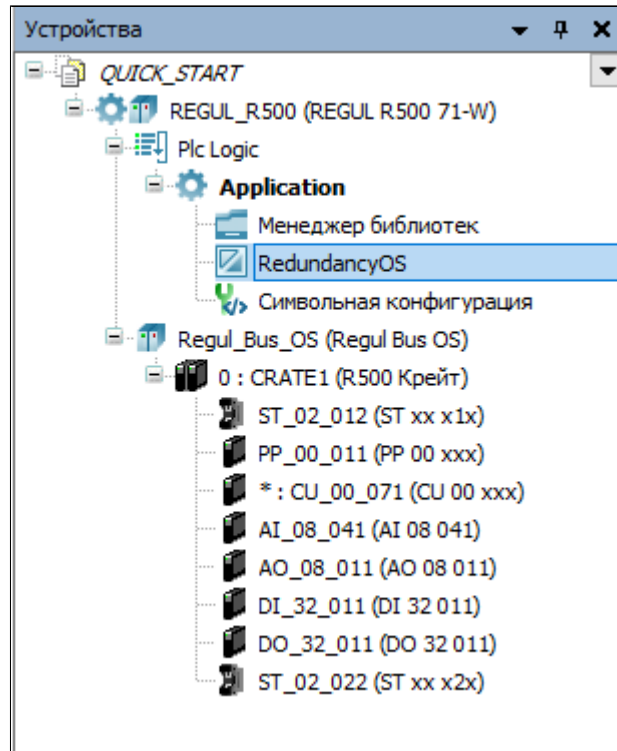 Устройства
QUICK_START
REGUL_R500 (REGUL R500 71-W)
Plc Logic
Application
Менеджер библиотек
RedundancyOS
Символьная конфигурация
Regul_Bus_OS (Regul Bus OS)
0 : CRATE1 (R500 Крейт)
ST_02_012 (ST xx x1x)
PP_00_011 (PP 00 xxx)
* : CU_00_071 (CU 00 xxx)
AI_08_041 (AI 08 041)
AO_08_011 (AO 08 011)
DI_32_011 (DI 32 011)
DO_32_011 (DO 32 011)
ST_02_022 (ST xx x2x)